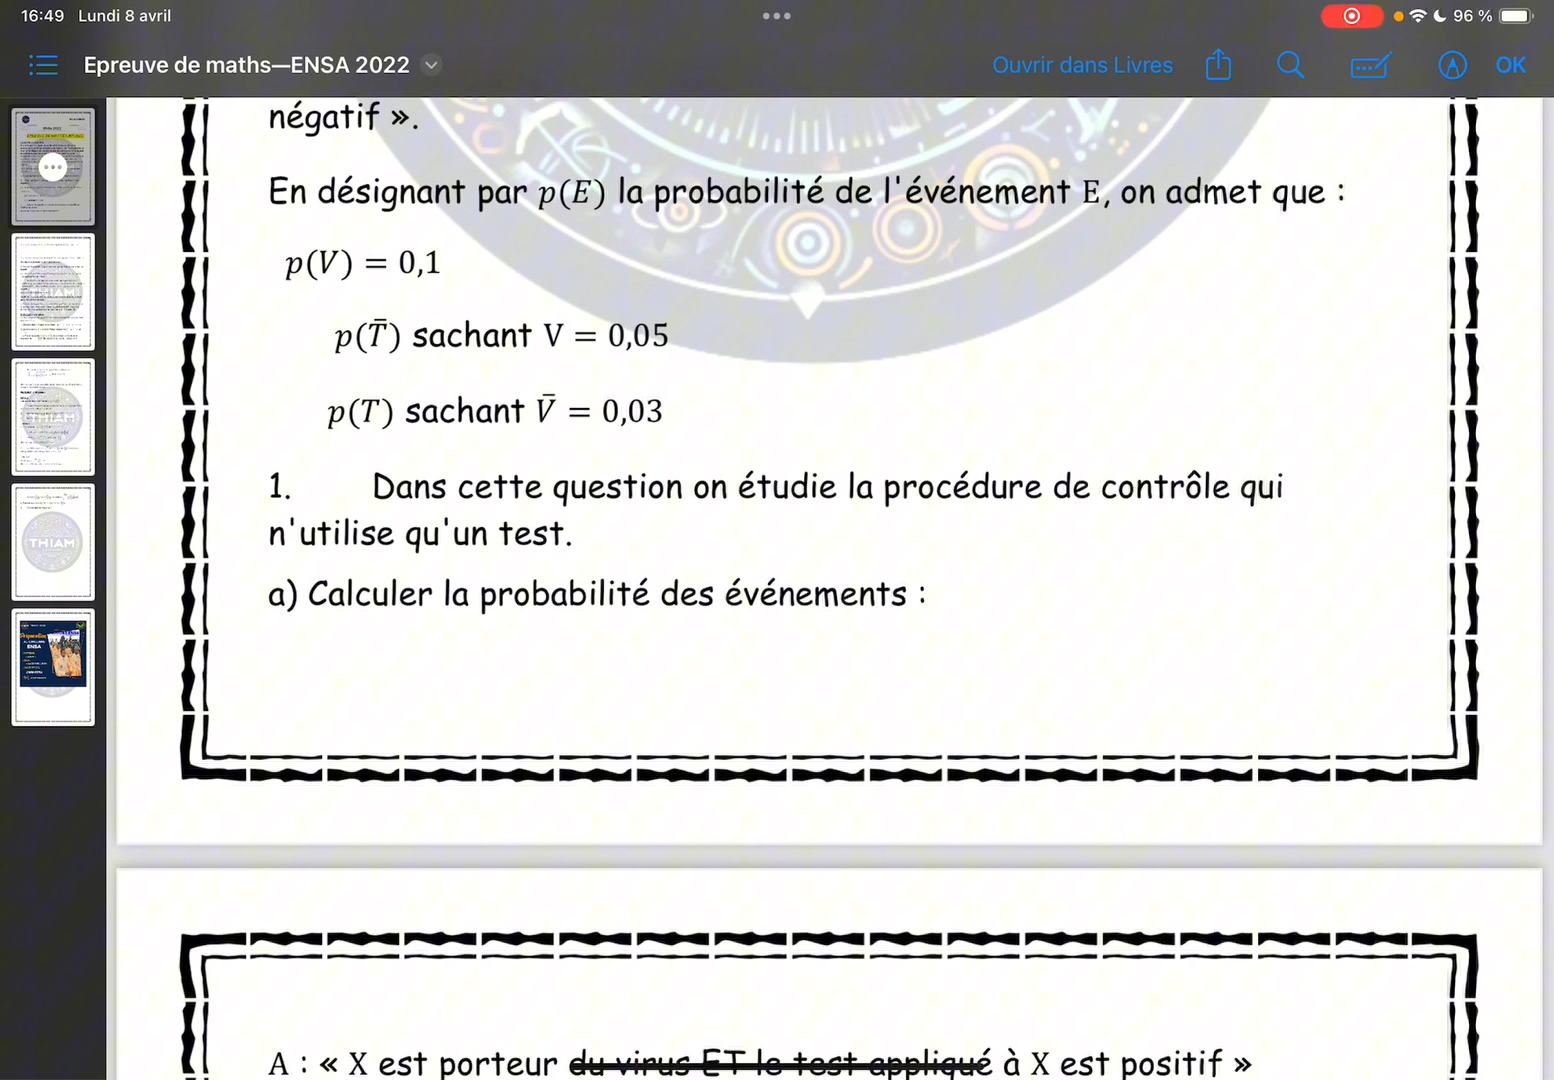 16:49 Lundi 8 avril
96 %
Epreuve de maths—ENSA 2022
Ouvrir dans Livres
OK
négatif ».
En désignant par p(E) la probabilité de l'événement E, on admet que :
p(V) = 0,1
p(T̄) sachant V = 0,05
p(T) sachant V̄ = 0,03
1. Dans cette question on étudie la procédure de contrôle qui
n'utilise qu'un test.
a) Calculer la probabilité des événements :
A : « X est porteur du virus ET le test appliqué à X est positif »
THIAM
ENSA